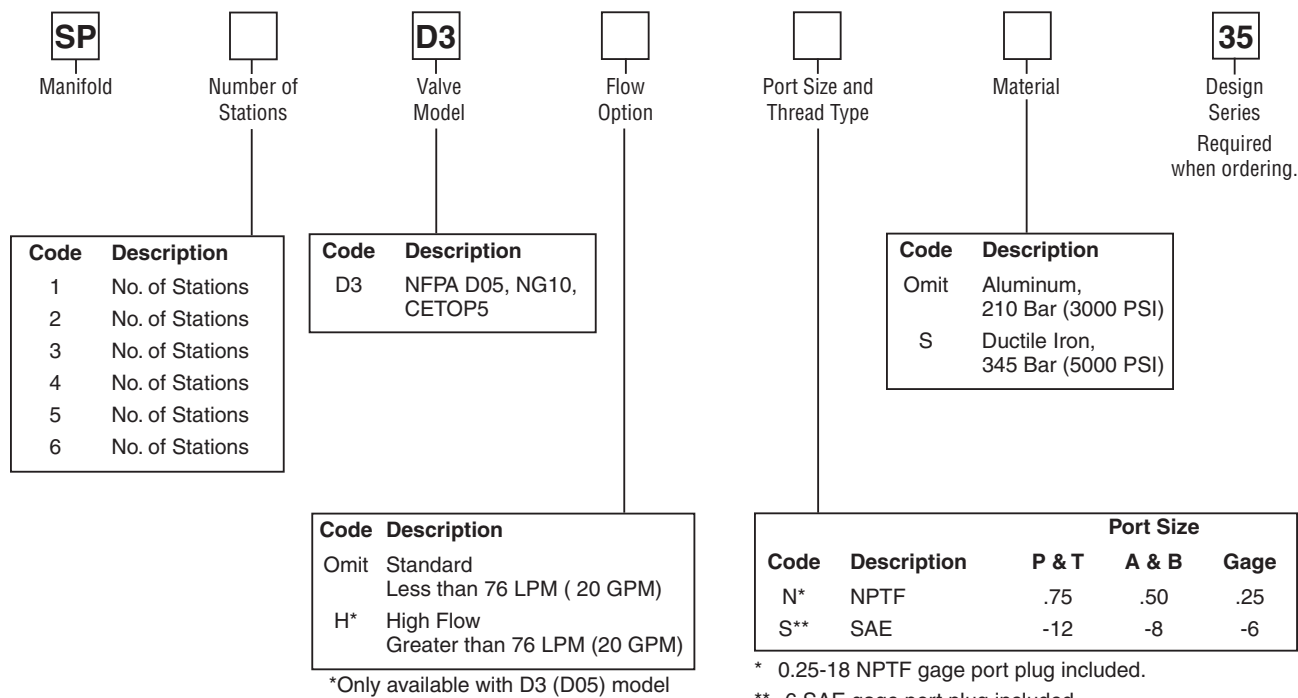 SP
D3
35
Manifold
Number of
Stations
Valve
Model
Flow
Option
Port Size and
Thread Type
Material
Design
Series
Required
when ordering.
Code Description
1 No. of Stations
2 No. of Stations
3 No. of Stations
4 No. of Stations
5 No. of Stations
6 No. of Stations
Code Description
D3 NFPA D05, NG10,
CETOP5
Code Description
Omit Aluminum,
210 Bar (3000 PSI)
S Ductile Iron,
345 Bar (5000 PSI)
Code Description
Omit Standard
Less than 76 LPM ( 20 GPM)
H* High Flow
Greater than 76 LPM (20 GPM)
*Only available with D3 (D05) model
Port Size
Code Description P & T A & B Gage
N* NPTF .75 .50 .25
S** SAE -12 -8 -6
* 0.25-18 NPTF gage port plug included.
** -6 SAE gage port plug included